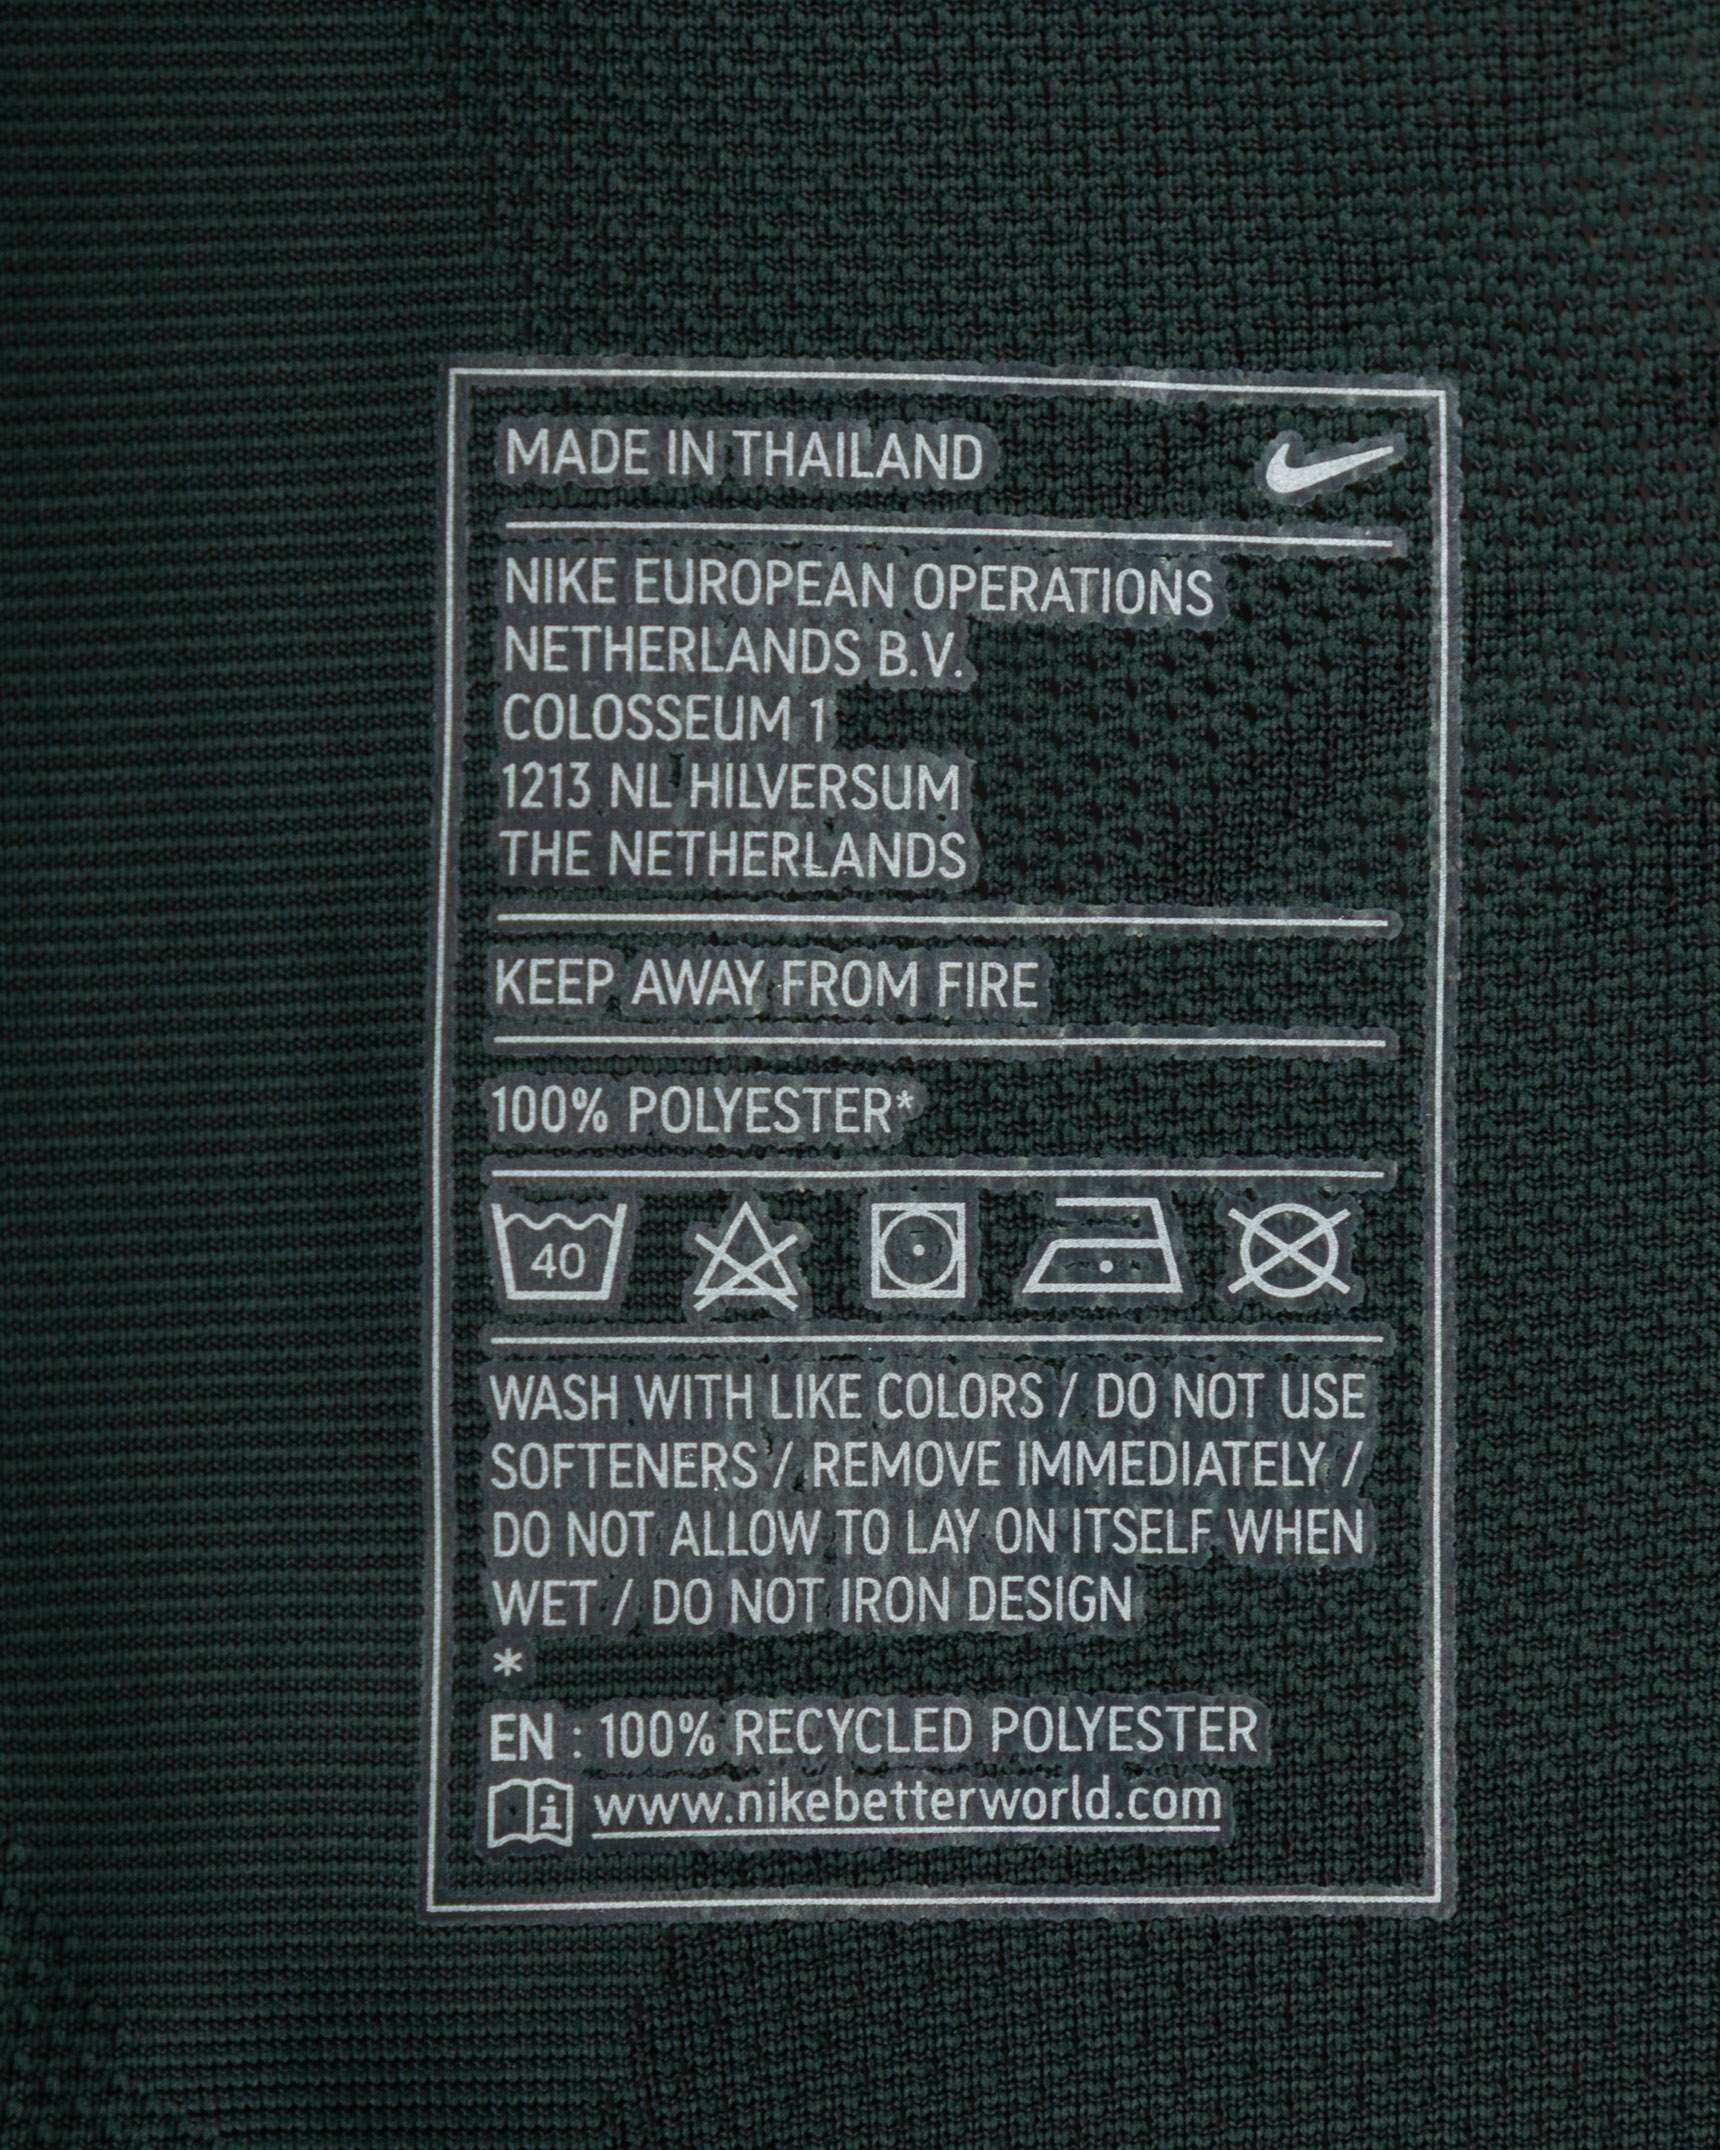 MADE IN THAILAND
NIKE EUROPEAN OPERATIONS
NETHERLANDS B.V.
COLOSSEUM 1
1213 NL HILVERSUM
THE NETHERLANDS
KEEP AWAY FROM FIRE
100% POLYESTER*
40
WASH WITH LIKE COLORS / DO NOT USE
SOFTENERS / REMOVE IMMEDIATELY /
DO NOT ALLOW TO LAY ON ITSELF WHEN
WET / DO NOT IRON DESIGN
*
EN : 100% RECYCLED POLYESTER
i www.nikebetterworld.com